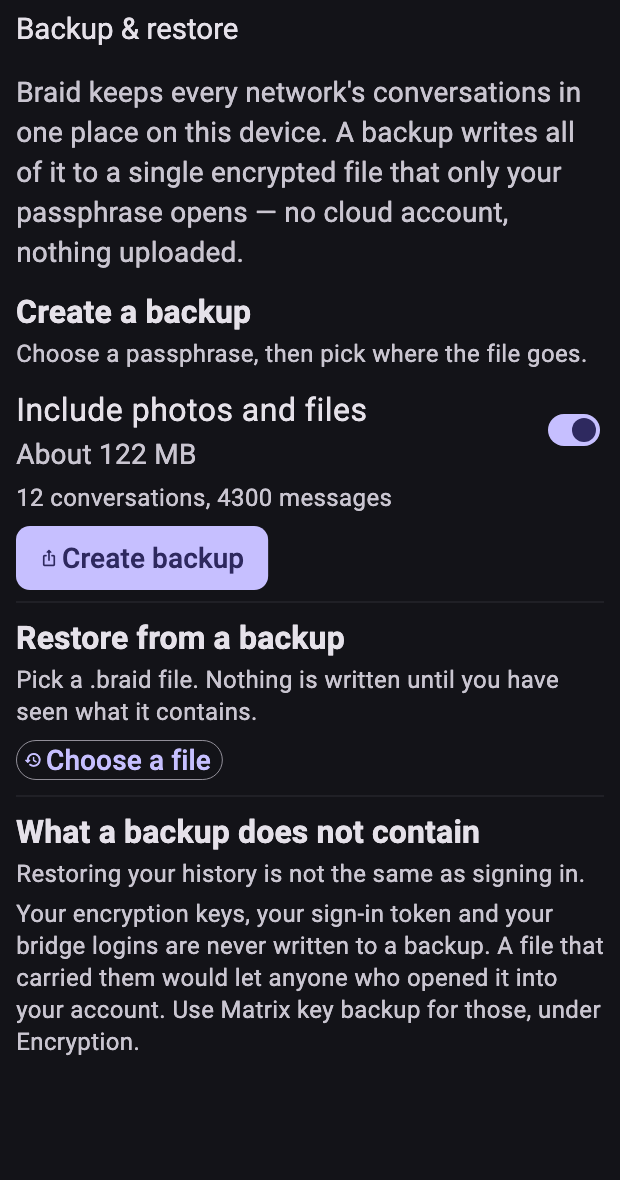 Backup & restore
Braid keeps every network's conversations in
one place on this device. A backup writes all
of it to a single encrypted file that only your
passphrase opens — no cloud account,
nothing uploaded.
Create a backup
Choose a passphrase, then pick where the file goes.
Include photos and files
About 122 MB
12 conversations, 4300 messages
Create backup
Restore from a backup
Pick a .braid file. Nothing is written until you have
seen what it contains.
Choose a file
What a backup does not contain
Restoring your history is not the same as signing in.
Your encryption keys, your sign-in token and your
bridge logins are never written to a backup. A file that
carried them would let anyone who opened it into
your account. Use Matrix key backup for those, under
Encryption.